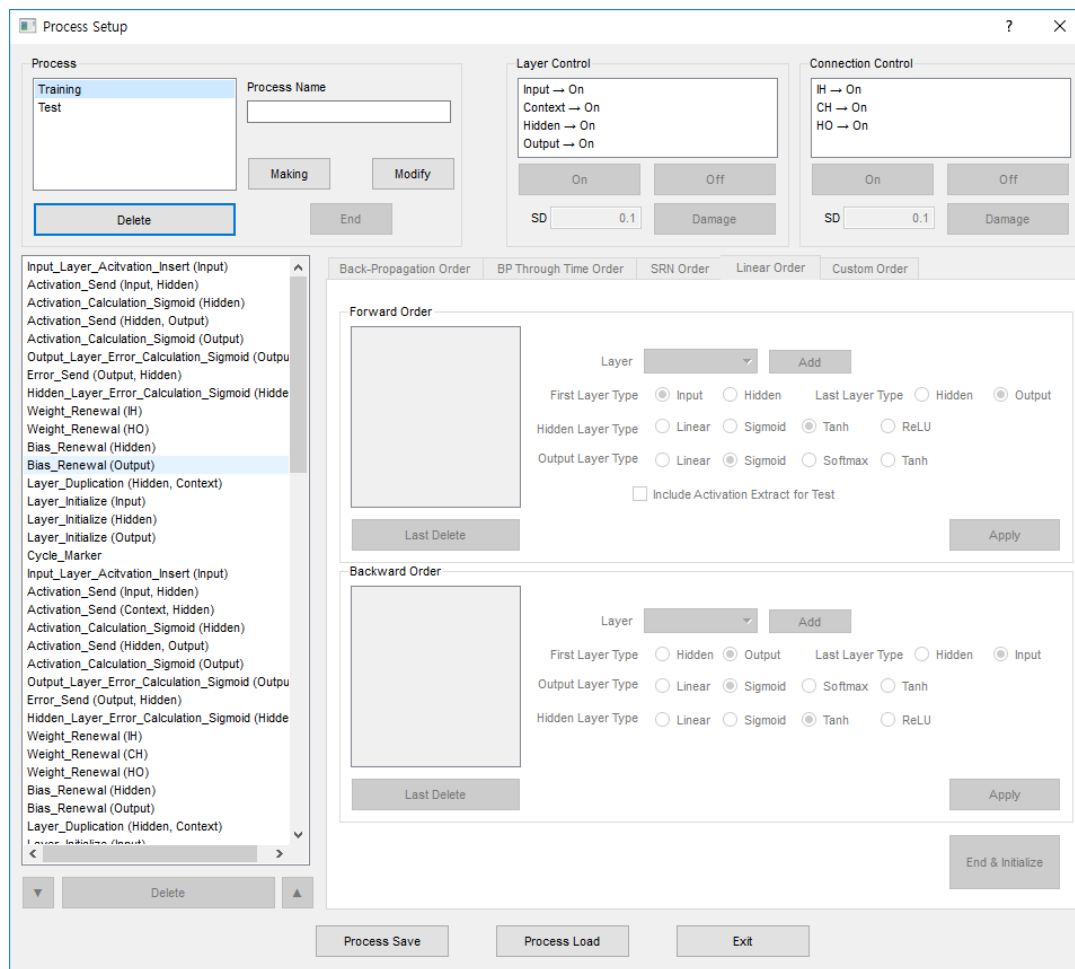 Process Setup
?
Process
Training
Test
Process Name
Making
Modify
Delete
End
Layer Control
Input → On
Context → On
Hidden → On
Output → On
On
Off
SD
0.1
Damage
Connection Control
IH → On
CH → On
HO → On
On
Off
SD
0.1
Damage
Input_Layer_Acitvation_Insert (Input)
Activation_Send (Input, Hidden)
Activation_Calculation_Sigmoid (Hidden)
Activation_Send (Hidden, Output)
Activation_Calculation_Sigmoid (Output)
Output_Layer_Error_Calculation_Sigmoid (Outpu
Error_Send (Output, Hidden)
Hidden_Layer_Error_Calculation_Sigmoid (Hidde
Weight_Renewal (IH)
Weight_Renewal (HO)
Bias_Renewal (Hidden)
Bias_Renewal (Output)
Layer_Duplication (Hidden, Context)
Layer_Initialize (Input)
Layer_Initialize (Hidden)
Layer_Initialize (Output)
Cycle_Marker
Input_Layer_Acitvation_Insert (Input)
Activation_Send (Input, Hidden)
Activation_Send (Context, Hidden)
Activation_Calculation_Sigmoid (Hidden)
Activation_Send (Hidden, Output)
Activation_Calculation_Sigmoid (Output)
Output_Layer_Error_Calculation_Sigmoid (Outpu
Error_Send (Output, Hidden)
Hidden_Layer_Error_Calculation_Sigmoid (Hidde
Weight_Renewal (IH)
Weight_Renewal (CH)
Weight_Renewal (HO)
Bias_Renewal (Hidden)
Bias_Renewal (Output)
Layer_Duplication (Hidden, Context)
Layer_Initialize (Input)
▼
Delete
▲
Back-Propagation Order
BP Through Time Order
SRN Order
Linear Order
Custom Order
Forward Order
Layer
Add
First Layer Type Input Hidden Last Layer Type Hidden Output
Hidden Layer Type Linear Sigmoid Tanh ReLU
Output Layer Type Linear Sigmoid Softmax Tanh
Include Activation Extract for Test
Last Delete
Apply
Backward Order
Layer
Add
First Layer Type Hidden Output Last Layer Type Hidden Input
Output Layer Type Linear Sigmoid Softmax Tanh
Hidden Layer Type Linear Sigmoid Tanh ReLU
Last Delete
Apply
End & Initialize
Process Save
Process Load
Exit